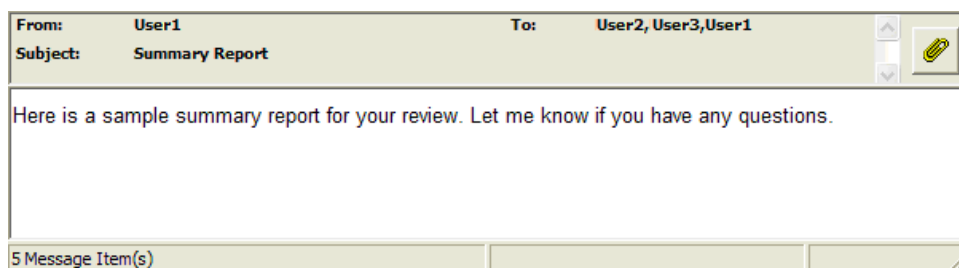 From: User1 To: User2, User3,User1
Subject: Summary Report
Here is a sample summary report for your review. Let me know if you have any questions.
5 Message Item(s)